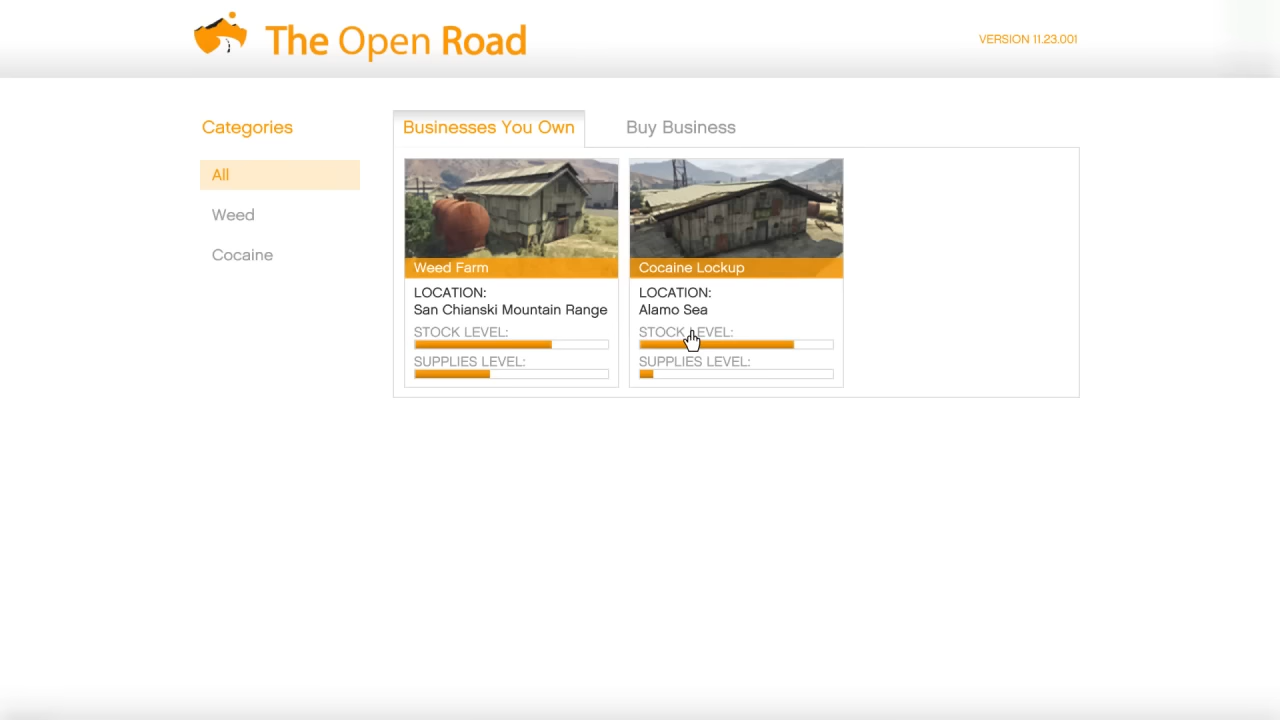 The Open Road
VERSION 11.23.001
Categories
All
Weed
Cocaine
Businesses You Own
Buy Business
Weed Farm
LOCATION:
San Chianski Mountain Range
STOCK LEVEL:
SUPPLIES LEVEL:
Cocaine Lockup
LOCATION:
Alamo Sea
STOCK LEVEL:
SUPPLIES LEVEL: